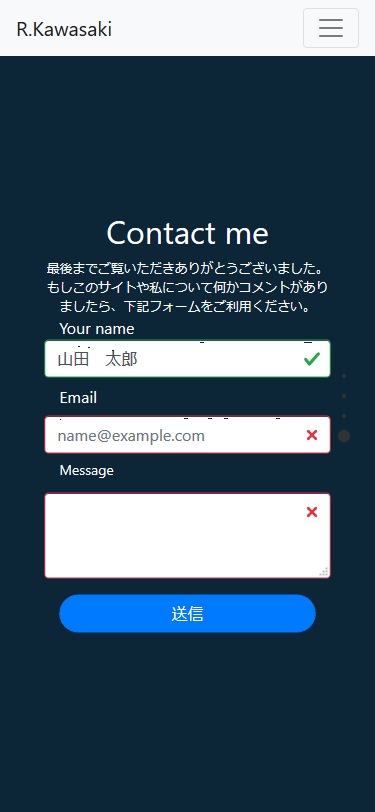 R.Kawasaki
Contact me
最後までご覧いただきありがとうございました。
もしこのサイトや私について何かコメントがあり
ましたら、下記フォームをご利用ください。
Your name
山田　太郎
Email
name@example.com
Message
送信